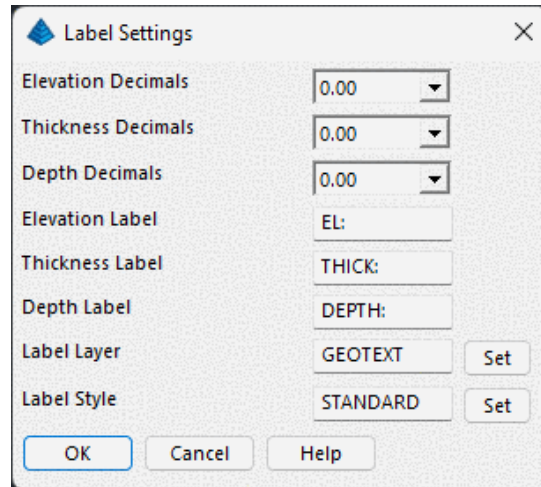 Label Settings
Elevation Decimals 0.00
Thickness Decimals 0.00
Depth Decimals 0.00
Elevation Label EL:
Thickness Label THICK:
Depth Label DEPTH:
Label Layer GEOTEXT Set
Label Style STANDARD Set
OK Cancel Help